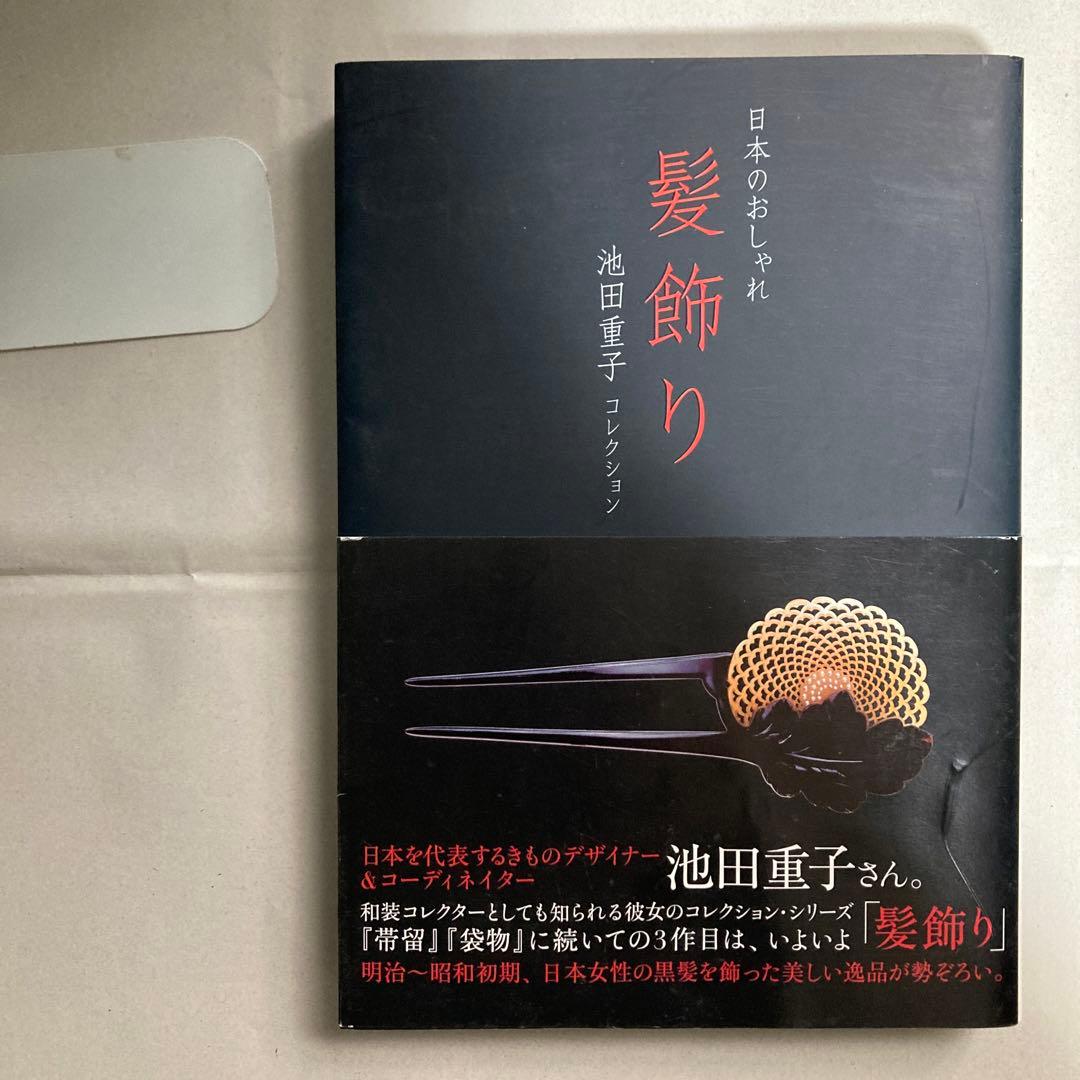 日本のおしゃれ
髪飾り
池田重子 コレクション
日本を代表するきものデザイナー
&コーディネイター
池田重子さん。
和装コレクターとしても知られる彼女のコレクション・シリーズ
『帯留』『袋物』に続いての3作目は、いよいよ「髪飾り」
明治〜昭和初期、日本女性の黒髪を飾った美しい逸品が勢ぞろい。